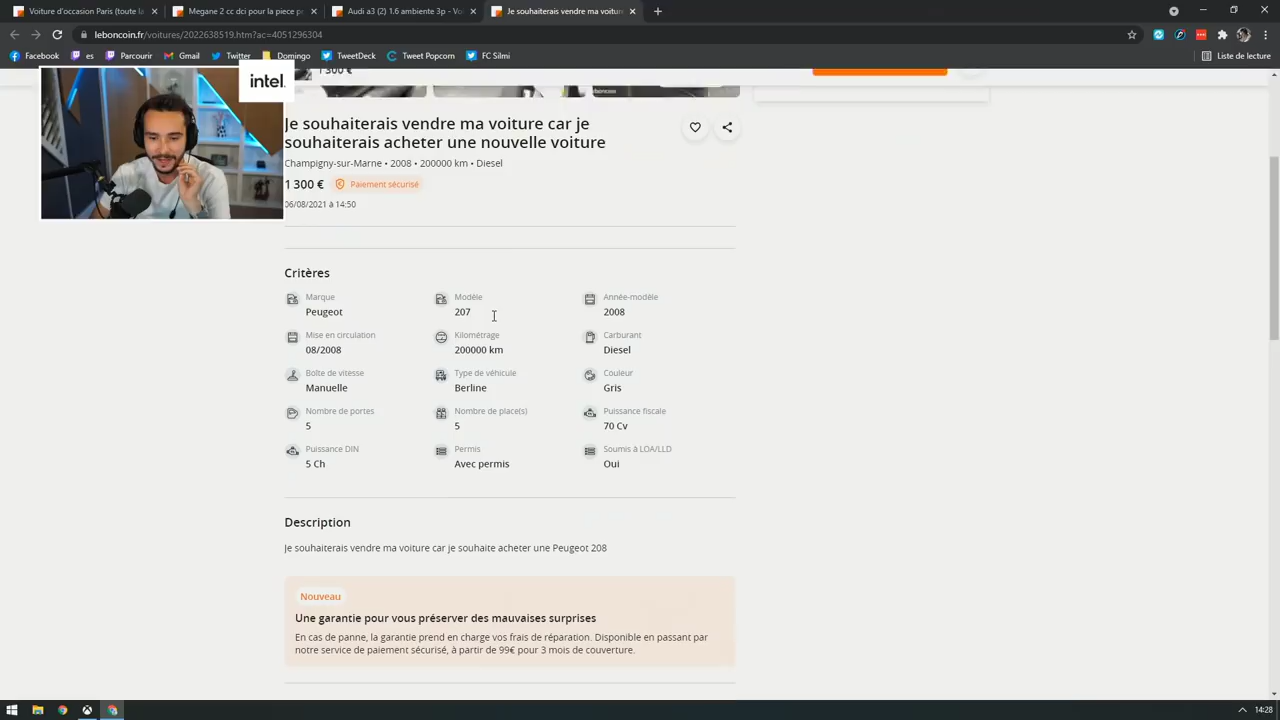 Voiture d'occasion Paris (toute la
Megane 2 cc dci pour pièces - V
Audi a3 (2) 1.6 ambiente 3p - Vo
Je souhaiterais vendre ma voiture
leboncoin.fr/voitures/2022638519.htm?ac=4051296304
Facebook
es
Parcourir
Gmail
Twitter
Domingo
TweetDeck
Tweet Popcorn
FC Silmi
Liste de lecture
1 300 €
intel.
Je souhaiterais vendre ma voiture car je
souhaiterais acheter une nouvelle voiture
Champigny-sur-Marne • 2008 • 200000 km • Diesel
1 300 € Paiement sécurisé
06/08/2021 à 14:50
Critères
Marque
Peugeot
Modèle
207
Année-modèle
2008
Mise en circulation
08/2008
Kilométrage
200000 km
Carburant
Diesel
Boîte de vitesse
Manuelle
Type de véhicule
Berline
Couleur
Gris
Nombre de portes
5
Nombre de place(s)
5
Puissance fiscale
70 Cv
Puissance DIN
5 Ch
Permis
Avec permis
Soumis à LOA/LLD
Oui
Description
Je souhaiterais vendre ma voiture car je souhaite acheter une Peugeot 208
Nouveau
Une garantie pour vous préserver des mauvaises surprises
En cas de panne, la garantie prend en charge vos frais de réparation. Disponible en passant par
notre service de paiement sécurisé, à partir de 99€ pour 3 mois de couverture.
14:28